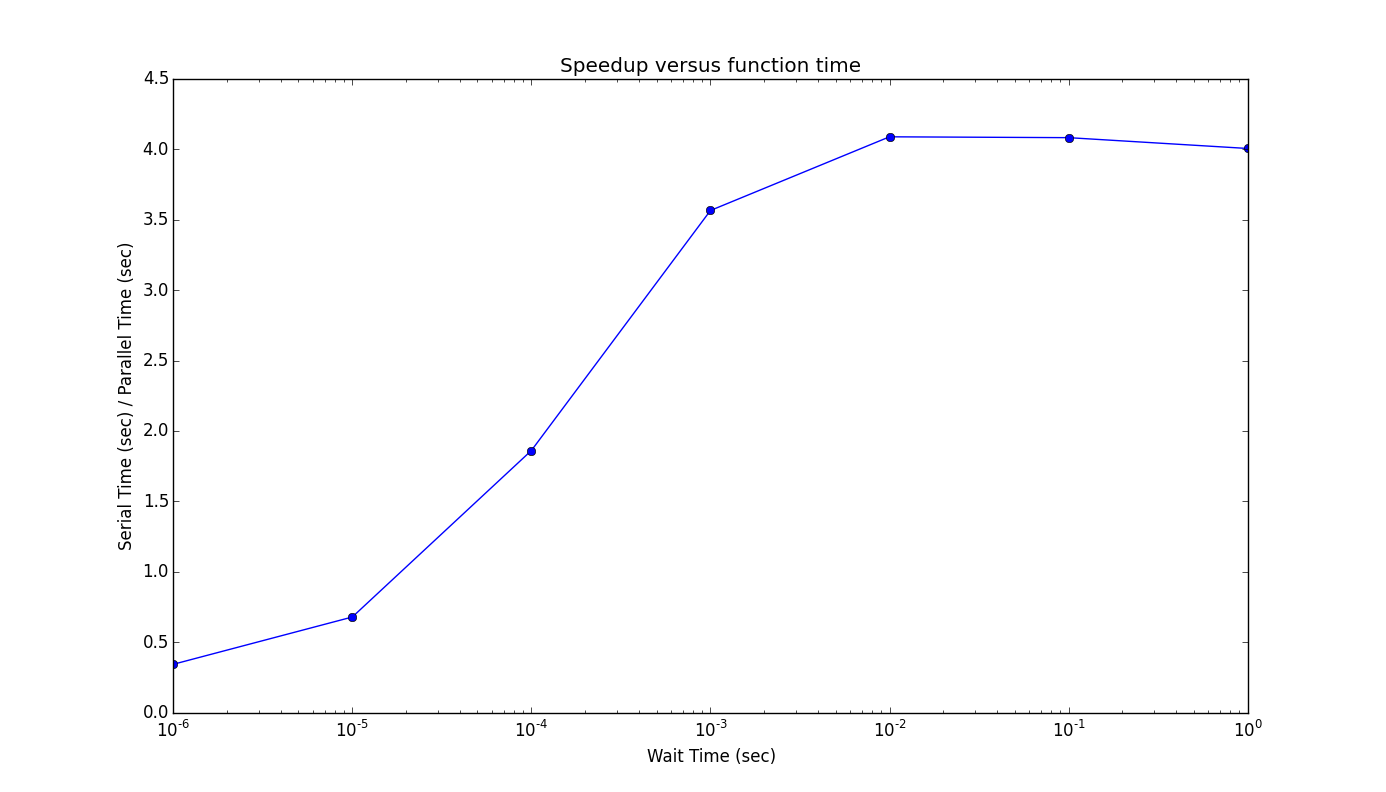 Speedup versus function time
4.5
4.0
3.5
3.0
2.5
2.0
1.5
1.0
0.5
0.0
Serial Time (sec) / Parallel Time (sec)
10^-6 10^-5 10^-4 10^-3 10^-2 10^-1 10^0
Wait Time (sec)